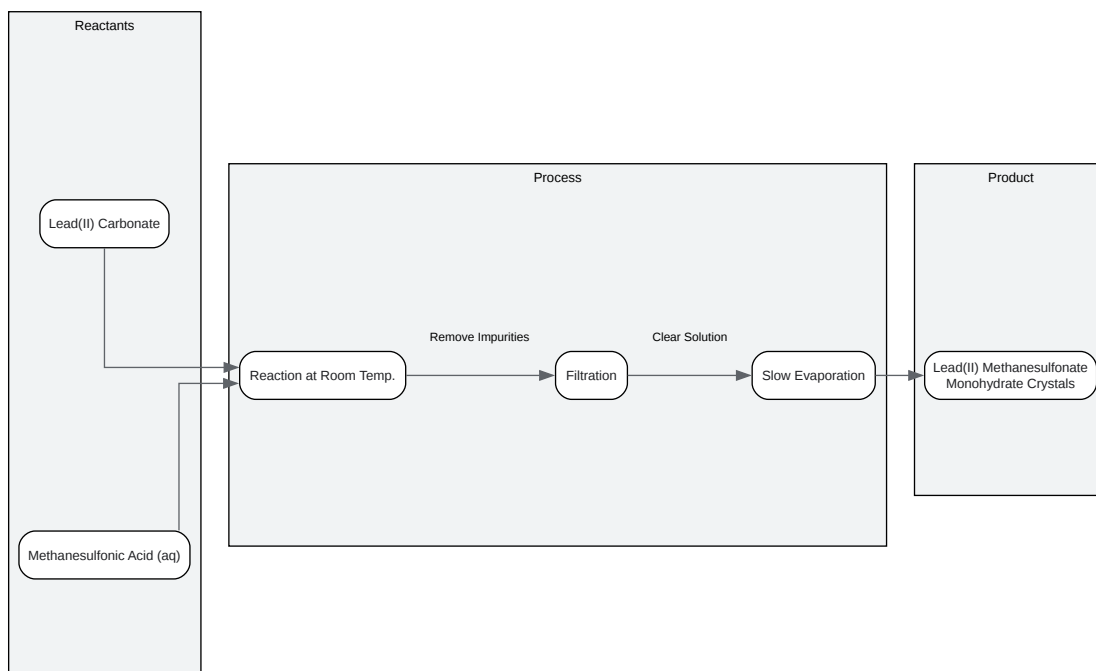 Reactants
Lead(II) Carbonate
Methanesulfonic Acid (aq)
Process
Reaction at Room Temp.
Remove Impurities
Filtration
Clear Solution
Slow Evaporation
Product
Lead(II) Methanesulfonate
Monohydrate Crystals